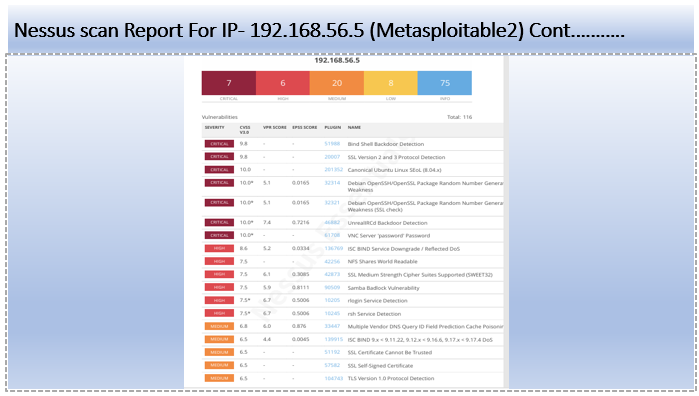 Nessus scan Report For IP- 192.168.56.5 (Metasploitable2) Cont...........
192.168.56.5
7 6 20 8 75
CRITICAL HIGH MEDIUM LOW INFO
Vulnerabilities Total: 116
SEVERITY CVSS V3.0 VPR SCORE EPSS SCORE PLUGIN NAME
CRITICAL 9.8 - - 51988 Bind Shell Backdoor Detection
CRITICAL 9.8 - - 20007 SSL Version 2 and 3 Protocol Detection
CRITICAL 10.0 - - 201352 Canonical Ubuntu Linux SEoL (8.04.x)
CRITICAL 10.0* 5.1 0.0165 32314 Debian OpenSSH/OpenSSL Package Random Number Genera
Weakness
CRITICAL 10.0* 5.1 0.0165 32321 Debian OpenSSH/OpenSSL Package Random Number Genera
Weakness (SSL check)
CRITICAL 10.0* 7.4 0.7216 46882 UnrealIRCd Backdoor Detection
CRITICAL 10.0* - - 61708 VNC Server 'password' Password
HIGH 8.6 5.2 0.0334 136769 ISC BIND Service Downgrade / Reflected DoS
HIGH 7.5 - - 42256 NFS Shares World Readable
HIGH 7.5 6.1 0.3085 42873 SSL Medium Strength Cipher Suites Supported (SWEET32)
HIGH 7.5 5.9 0.8111 90509 Samba Badlock Vulnerability
HIGH 7.5* 6.7 0.5006 10205 rlogin Service Detection
HIGH 7.5* 6.7 0.5006 10245 rsh Service Detection
MEDIUM 6.8 6.0 0.876 33447 Multiple Vendor DNS Query ID Field Prediction Cache Poisonin
MEDIUM 6.5 4.4 0.0045 139915 ISC BIND 9.x < 9.11.22, 9.12.x < 9.16.6, 9.17.x < 9.17.4 DoS
MEDIUM 6.5 - - 51192 SSL Certificate Cannot Be Trusted
MEDIUM 6.5 - - 57582 SSL Self-Signed Certificate
MEDIUM 6.5 - - 104743 TLS Version 1.0 Protocol Detection